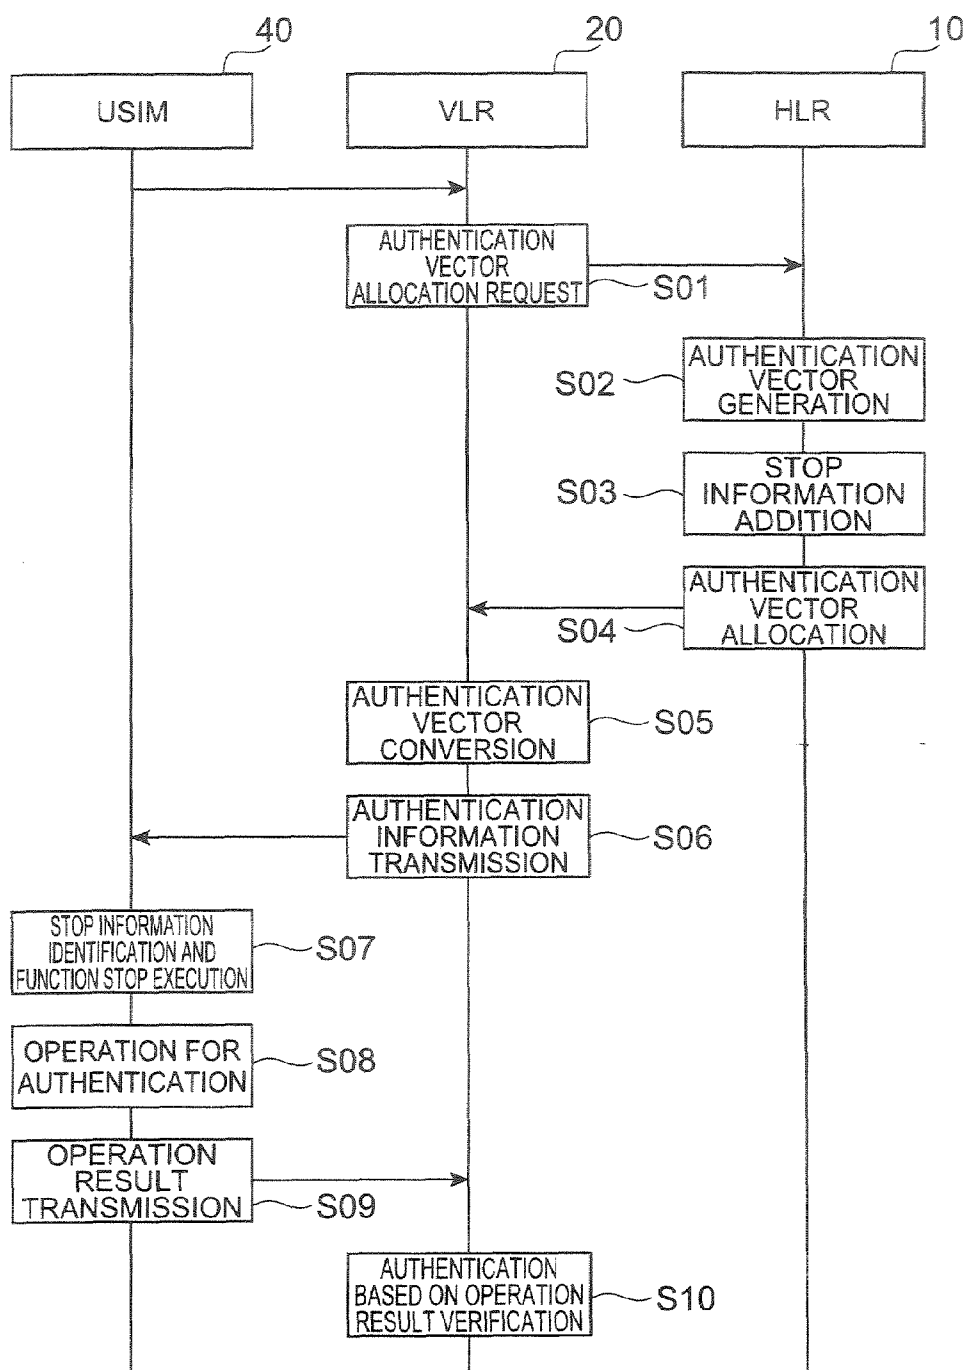 40
20
10
USIM
VLR
HLR
AUTHENTICATION
VECTOR
ALLOCATION REQUEST
S01
S02
AUTHENTICATION
VECTOR
GENERATION
S03
STOP
INFORMATION
ADDITION
S04
AUTHENTICATION
VECTOR
ALLOCATION
AUTHENTICATION
VECTOR
CONVERSION
S05
AUTHENTICATION
INFORMATION
TRANSMISSION
S06
STOP INFORMATION
IDENTIFICATION AND
FUNCTION STOP EXECUTION
S07
OPERATION FOR
AUTHENTICATION
S08
OPERATION
RESULT
TRANSMISSION
S09
AUTHENTICATION
BASED ON OPERATION
RESULT VERIFICATION
S10